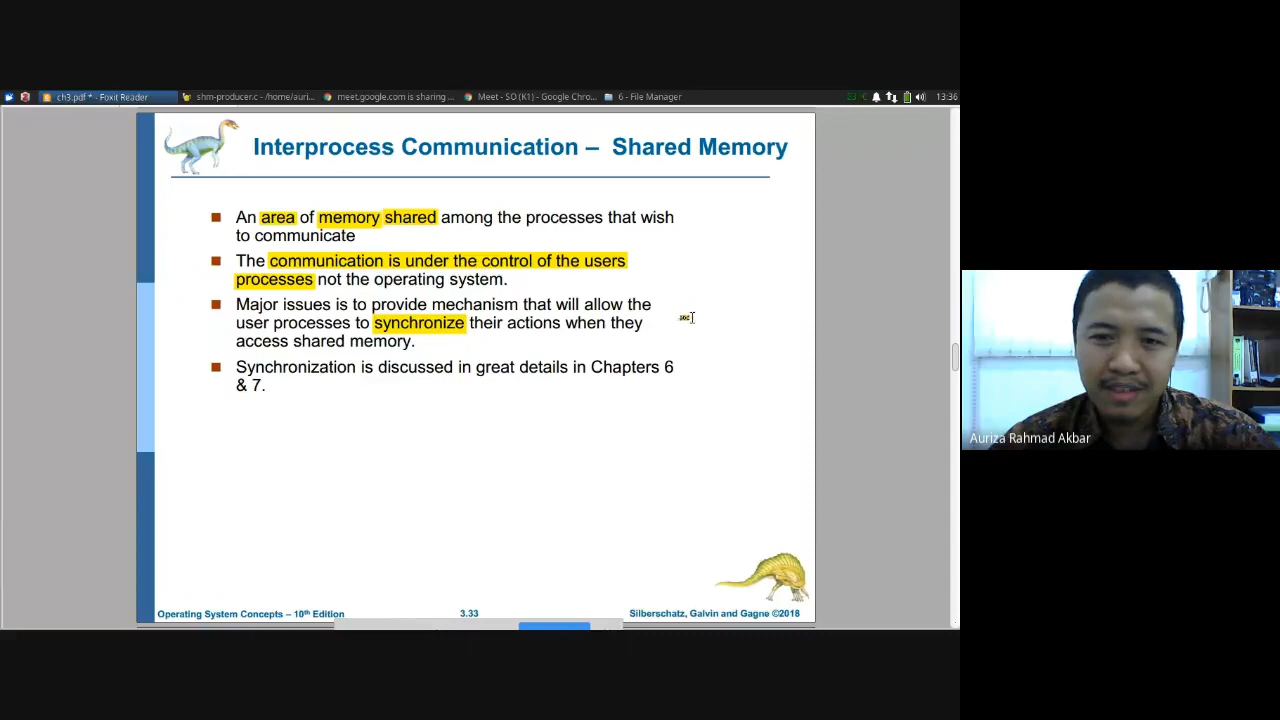 ch3.pdf * - Foxit Reader
shm-producer.c - /home/auri...
meet.google.com is sharing ...
Meet - SO (K1) - Google Chro...
6 - File Manager
13:36
Interprocess Communication – Shared Memory
An area of memory shared among the processes that wish
to communicate
The communication is under the control of the users
processes not the operating system.
Major issues is to provide mechanism that will allow the
user processes to synchronize their actions when they
access shared memory.
Synchronization is discussed in great details in Chapters 6
& 7.
Auriza Rahmad Akbar
Operating System Concepts – 10th Edition
3.33
Silberschatz, Galvin and Gagne ©2018